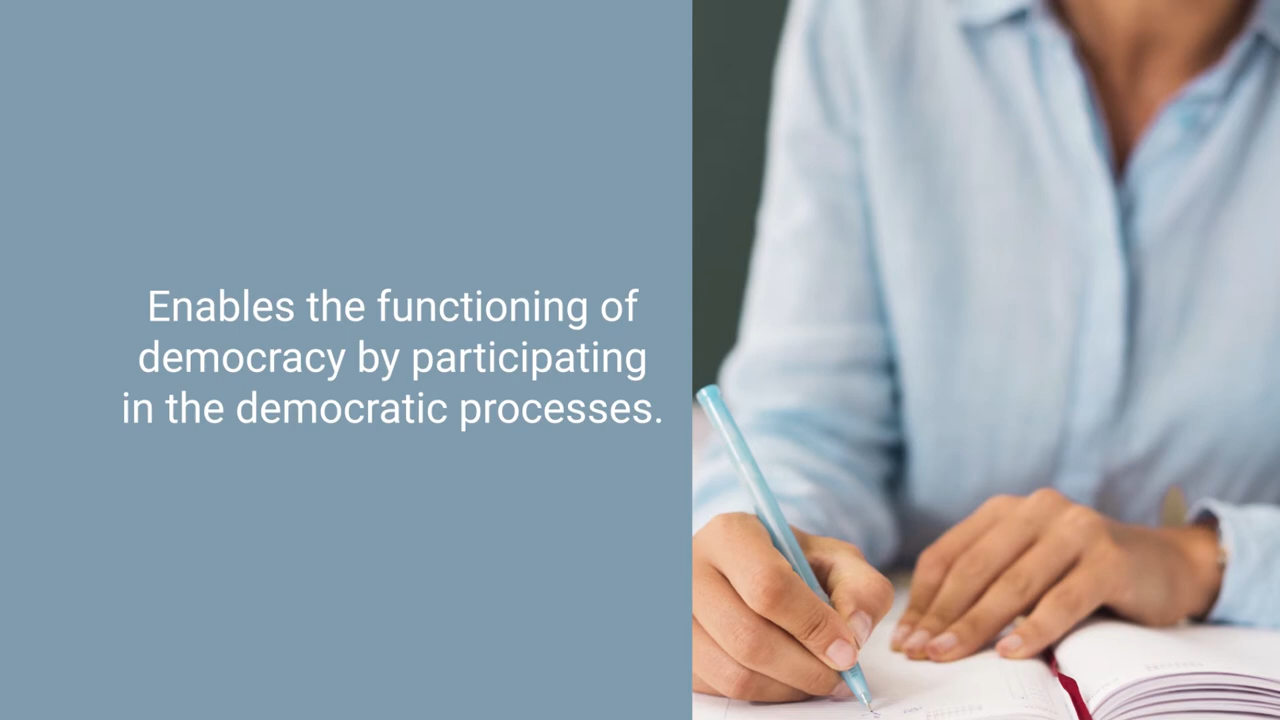 Enables the functioning of
democracy by participating
in the democratic processes.